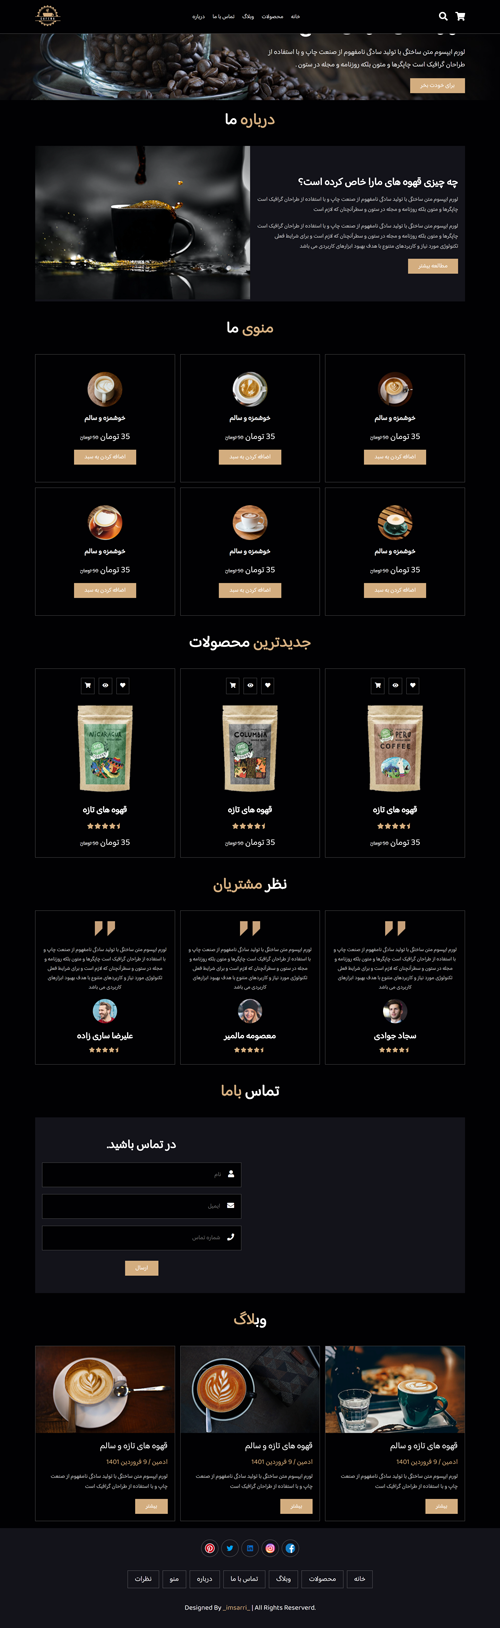 خانه
محصولات
وبلاگ
تماس با ما
درباره
لورم ایپسوم متن ساختگی با تولید سادگی نامفهوم از صنعت چاپ و با استفاده از
طراحان گرافیک است چاپگرها و متون بلکه روزنامه و مجله در ستون.
برای خودت بخر
درباره ما
چه چیزی قهوه های مارا خاص کرده است؟
لورم ایپسوم متن ساختگی با تولید سادگی نامفهوم از صنعت چاپ و با استفاده از طراحان گرافیک است
چاپگرها و متون بلکه روزنامه و مجله در ستون و سطرآنچنان که لازم است
لورم ایپسوم متن ساختگی با تولید سادگی نامفهوم از صنعت چاپ و با استفاده از طراحان گرافیک است
چاپگرها و متون بلکه روزنامه و مجله در ستون و سطرآنچنان که لازم است و برای شرایط فعلی
تکنولوژی مورد نیاز و کاربردهای متنوع با هدف بهبود ابزارهای کاربردی می باشد
مطالعه بیشتر
منوی ما
خوشمزه و سالم
35 تومان 50 تومان
اضافه کردن به سبد
خوشمزه و سالم
35 تومان 50 تومان
اضافه کردن به سبد
خوشمزه و سالم
35 تومان 50 تومان
اضافه کردن به سبد
خوشمزه و سالم
35 تومان 50 تومان
اضافه کردن به سبد
خوشمزه و سالم
35 تومان 50 تومان
اضافه کردن به سبد
خوشمزه و سالم
35 تومان 50 تومان
اضافه کردن به سبد
جدیدترین محصولات
PERU
COFFEE
قهوه های تازه
35 تومان 50 تومان
COLUMBIA
قهوه های تازه
35 تومان 50 تومان
NICARAGUA
قهوه های تازه
35 تومان 50 تومان
نظر مشتریان
لورم ایپسوم متن ساختگی با تولید سادگی نامفهوم از صنعت چاپ و
با استفاده از طراحان گرافیک است چاپگرها و متون بلکه روزنامه و
مجله در ستون و سطرآنچنان که لازم است و برای شرایط فعلی
تکنولوژی مورد نیاز و کاربردهای متنوع با هدف بهبود ابزارهای
کاربردی می باشد
سجاد جوادی
لورم ایپسوم متن ساختگی با تولید سادگی نامفهوم از صنعت چاپ و
با استفاده از طراحان گرافیک است چاپگرها و متون بلکه روزنامه و
مجله در ستون و سطرآنچنان که لازم است و برای شرایط فعلی
تکنولوژی مورد نیاز و کاربردهای متنوع با هدف بهبود ابزارهای
کاربردی می باشد
معصومه مالمیر
لورم ایپسوم متن ساختگی با تولید سادگی نامفهوم از صنعت چاپ و
با استفاده از طراحان گرافیک است چاپگرها و متون بلکه روزنامه و
مجله در ستون و سطرآنچنان که لازم است و برای شرایط فعلی
تکنولوژی مورد نیاز و کاربردهای متنوع با هدف بهبود ابزارهای
کاربردی می باشد
علیرضا ساری زاده
تماس باما
در تماس باشید.
نام
ایمیل
شماره تماس
ارسال
وبلاگ
قهوه های تازه و سالم
ادمین / 9 فروردین 1401
لورم ایپسوم متن ساختگی با تولید سادگی نامفهوم از صنعت
چاپ و با استفاده از طراحان گرافیک است
بیشتر
قهوه های تازه و سالم
ادمین / 9 فروردین 1401
لورم ایپسوم متن ساختگی با تولید سادگی نامفهوم از صنعت
چاپ و با استفاده از طراحان گرافیک است
بیشتر
قهوه های تازه و سالم
ادمین / 9 فروردین 1401
لورم ایپسوم متن ساختگی با تولید سادگی نامفهوم از صنعت
چاپ و با استفاده از طراحان گرافیک است
بیشتر
خانه
محصولات
وبلاگ
تماس با ما
درباره
منو
نظرات
Designed By _imsarri_ | All Rights Reserverd.